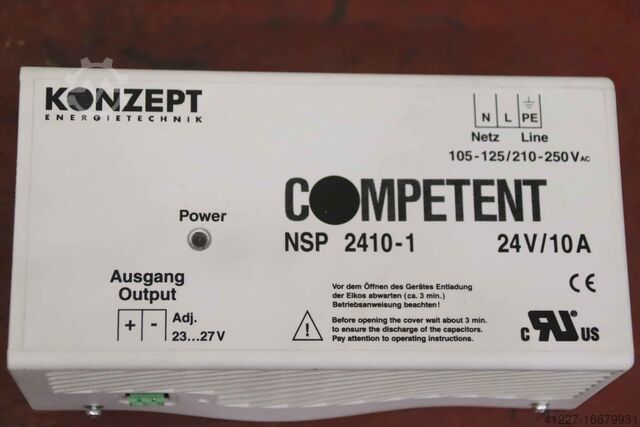 KONZEPT
ENERGIETECHNIK
N L PE
Netz Line
105-125/210-250V AC
COMPETENT
NSP 2410-1 24V/10A
Power
Ausgang
Output
+ - Adj.
23...27V
Vor dem Öffnen des Gerätes Entladung
der Elkos abwarten (ca. 3 min.)
Betriebsanweisung beachten!
Before opening the cover wait about 3 min.
to ensure the discharge of the capacitors.
Pay attention to operating instructions.
CE
c RU US
41227-16679931